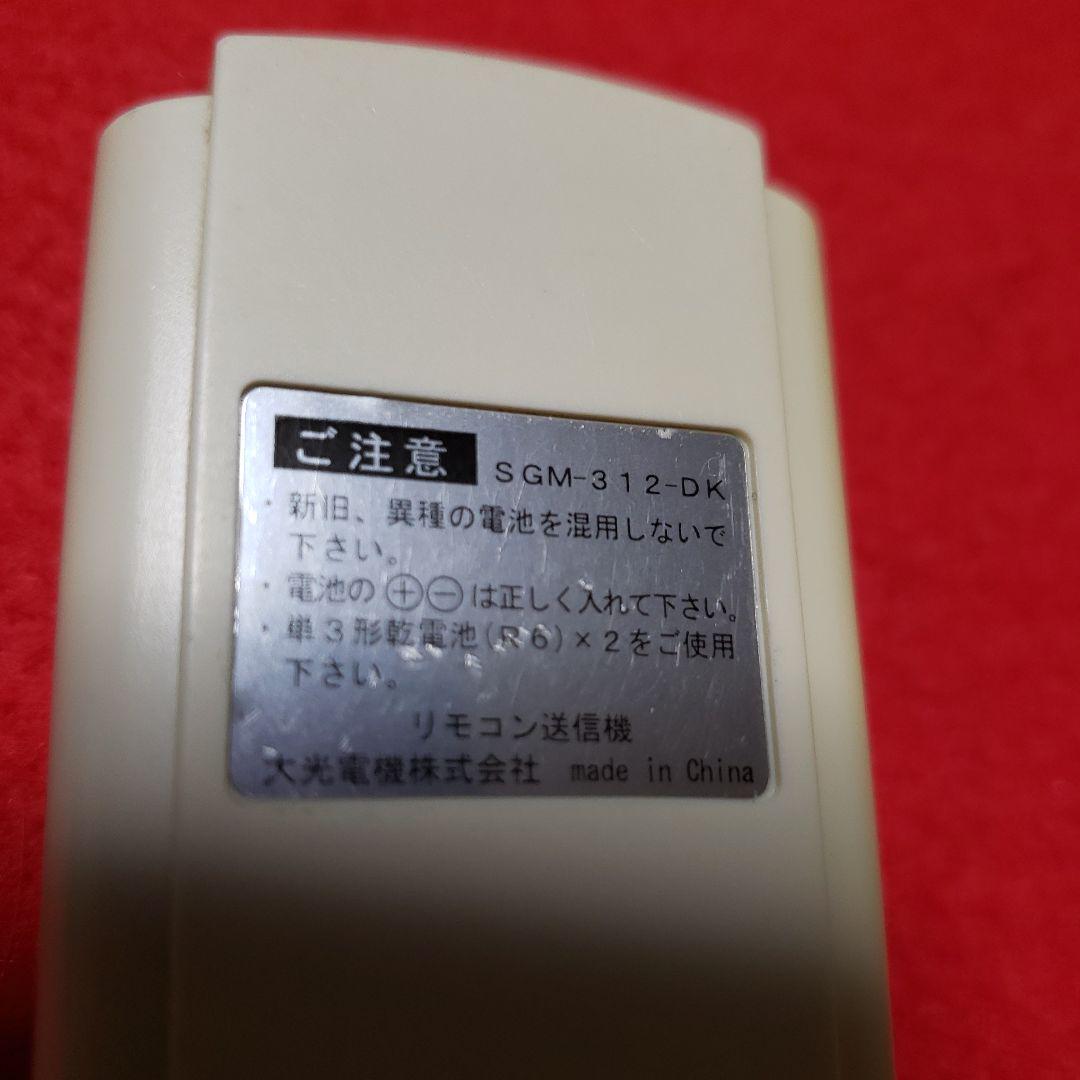 ご注意 SGM-312-DK
・新旧、異種の電池を混用しないで
下さい。
・電池の⊕⊖は正しく入れて下さい。
・単3形乾電池(R6)×2をご使用
下さい。
リモコン送信機
大光電機株式会社 made in China